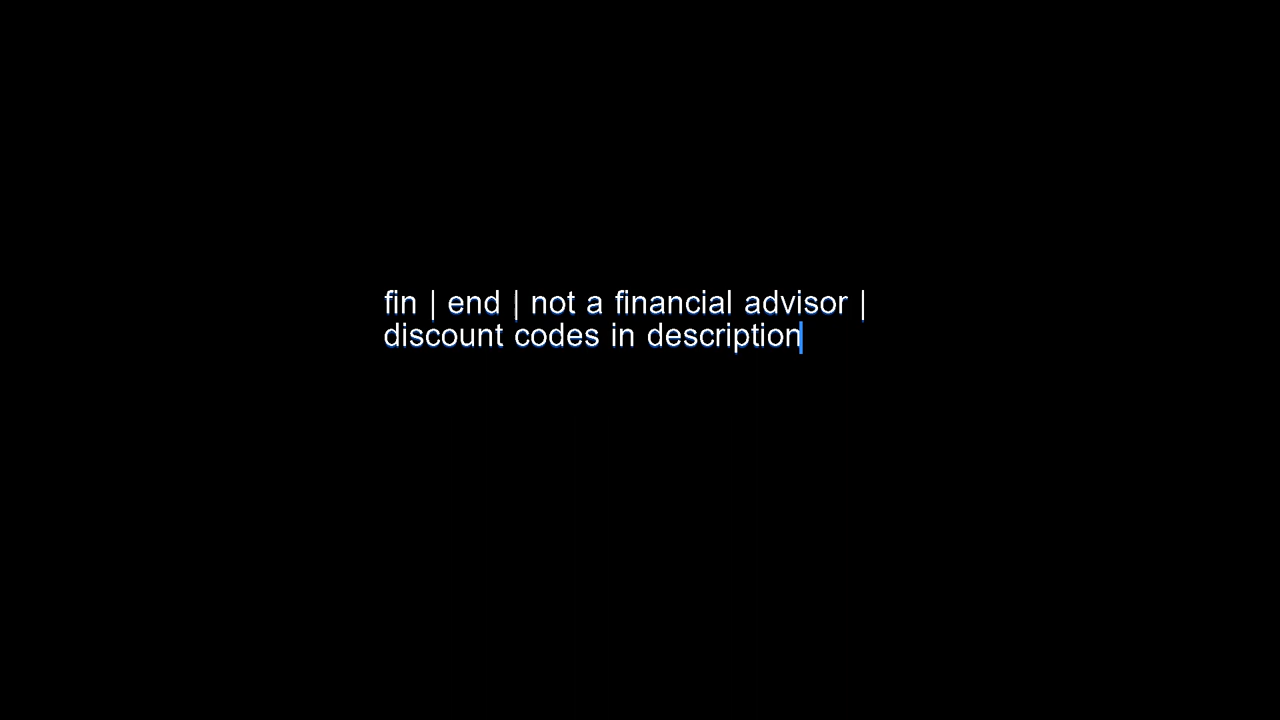 fin | end | not a financial advisor |
discount codes in description